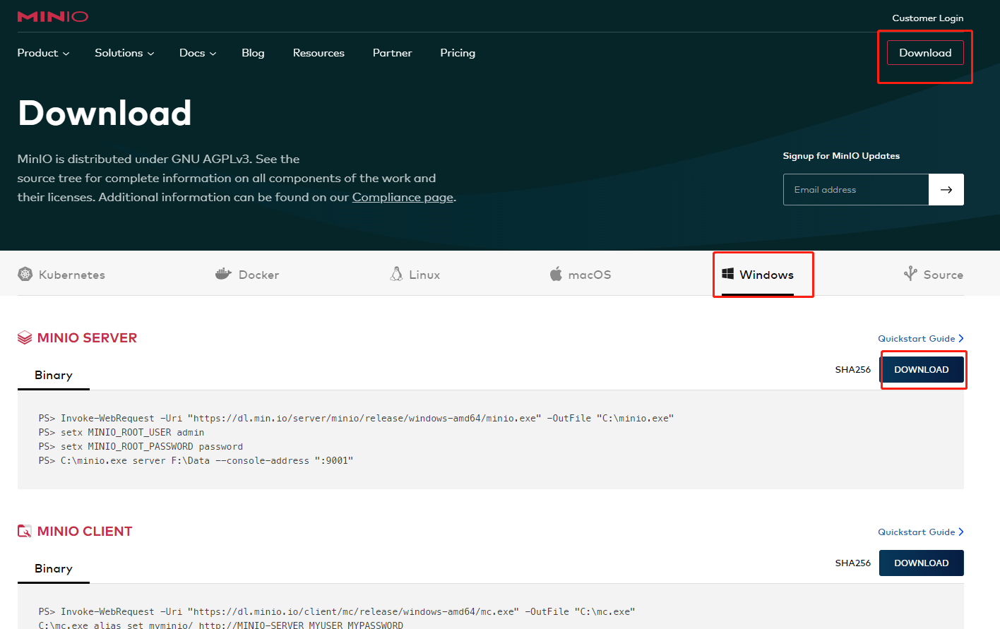 MINIO
Customer Login
Product Solutions Docs Blog Resources Partner Pricing
Download
Download
MinIO is distributed under GNU AGPLv3. See the
source tree for complete information on all components of the work and
their licenses. Additional information can be found on our Compliance page.
Signup for MinIO Updates
Email address
Kubernetes Docker Linux macOS Windows Source
MINIO SERVER
Quickstart Guide
Binary
SHA256 DOWNLOAD
PS> Invoke-WebRequest -Uri "https://dl.min.io/server/minio/release/windows-amd64/minio.exe" -OutFile "C:\minio.exe"
PS> setx MINIO_ROOT_USER admin
PS> setx MINIO_ROOT_PASSWORD password
PS> C:\minio.exe server F:\Data --console-address ":9001"
MINIO CLIENT
Quickstart Guide
Binary
SHA256 DOWNLOAD
PS> Invoke-WebRequest -Uri "https://dl.minio.io/client/mc/release/windows-amd64/mc.exe" -OutFile "C:\mc.exe"
C:\mc.exe alias set myminio/ http://MINIO-SERVER MYUSER MYPASSWORD